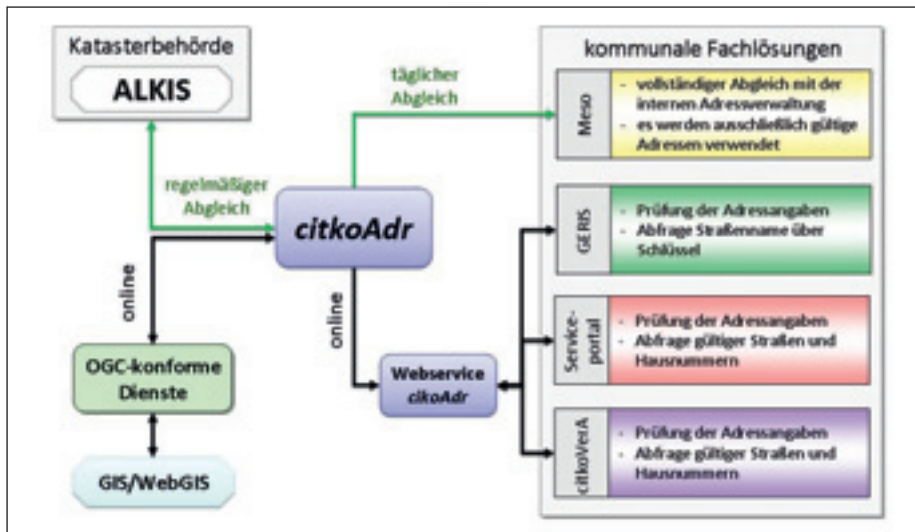 Katasterbehörde
ALKIS
regelmäßiger
Abgleich
täglicher
Abgleich
citkoAdr
online
online
OGC-konforme
Dienste
GIS/WebGIS
Webservice
cikoAdr
kommunale Fachlösungen
Meso
- vollständiger Abgleich mit der
internen Adressverwaltung
- es werden ausschließlich gültige
Adressen verwendet
GERIS
- Prüfung der Adressangaben
- Abfrage Straßenname über
Schlüssel
Service-
portal
- Prüfung der Adressangaben
- Abfrage gültiger Straßen und
Hausnummern
citkoVerA
- Prüfung der Adressangaben
- Abfrage gültiger Straßen und
Hausnummern